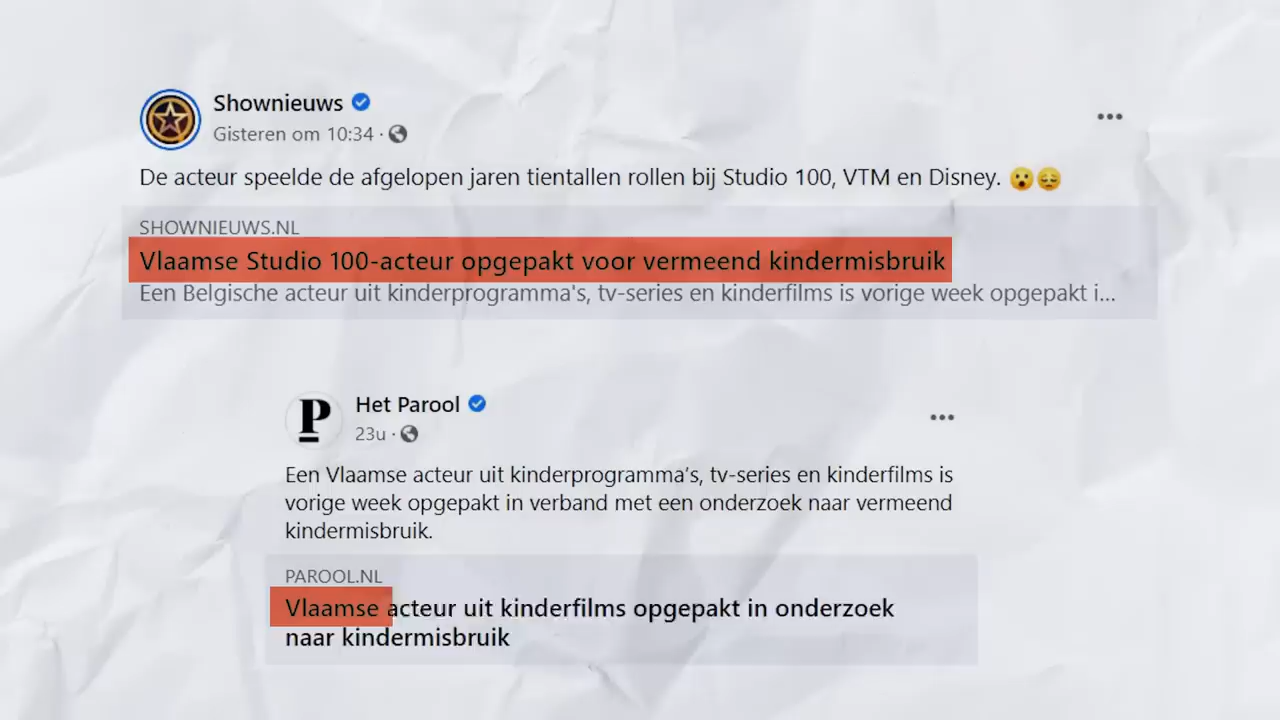 Shownieuws
Gisteren om 10:34 ·
De acteur speelde de afgelopen jaren tientallen rollen bij Studio 100, VTM en Disney. 😮😔
SHOWNIEUWS.NL
Vlaamse Studio 100-acteur opgepakt voor vermeend kindermisbruik
Een Belgische acteur uit kinderprogramma's, tv-series en kinderfilms is vorige week opgepakt i...
P
Het Parool
23u ·
Een Vlaamse acteur uit kinderprogramma’s, tv-series en kinderfilms is
vorige week opgepakt in verband met een onderzoek naar vermeend
kindermisbruik.
PAROOL.NL
Vlaamse acteur uit kinderfilms opgepakt in onderzoek
naar kindermisbruik